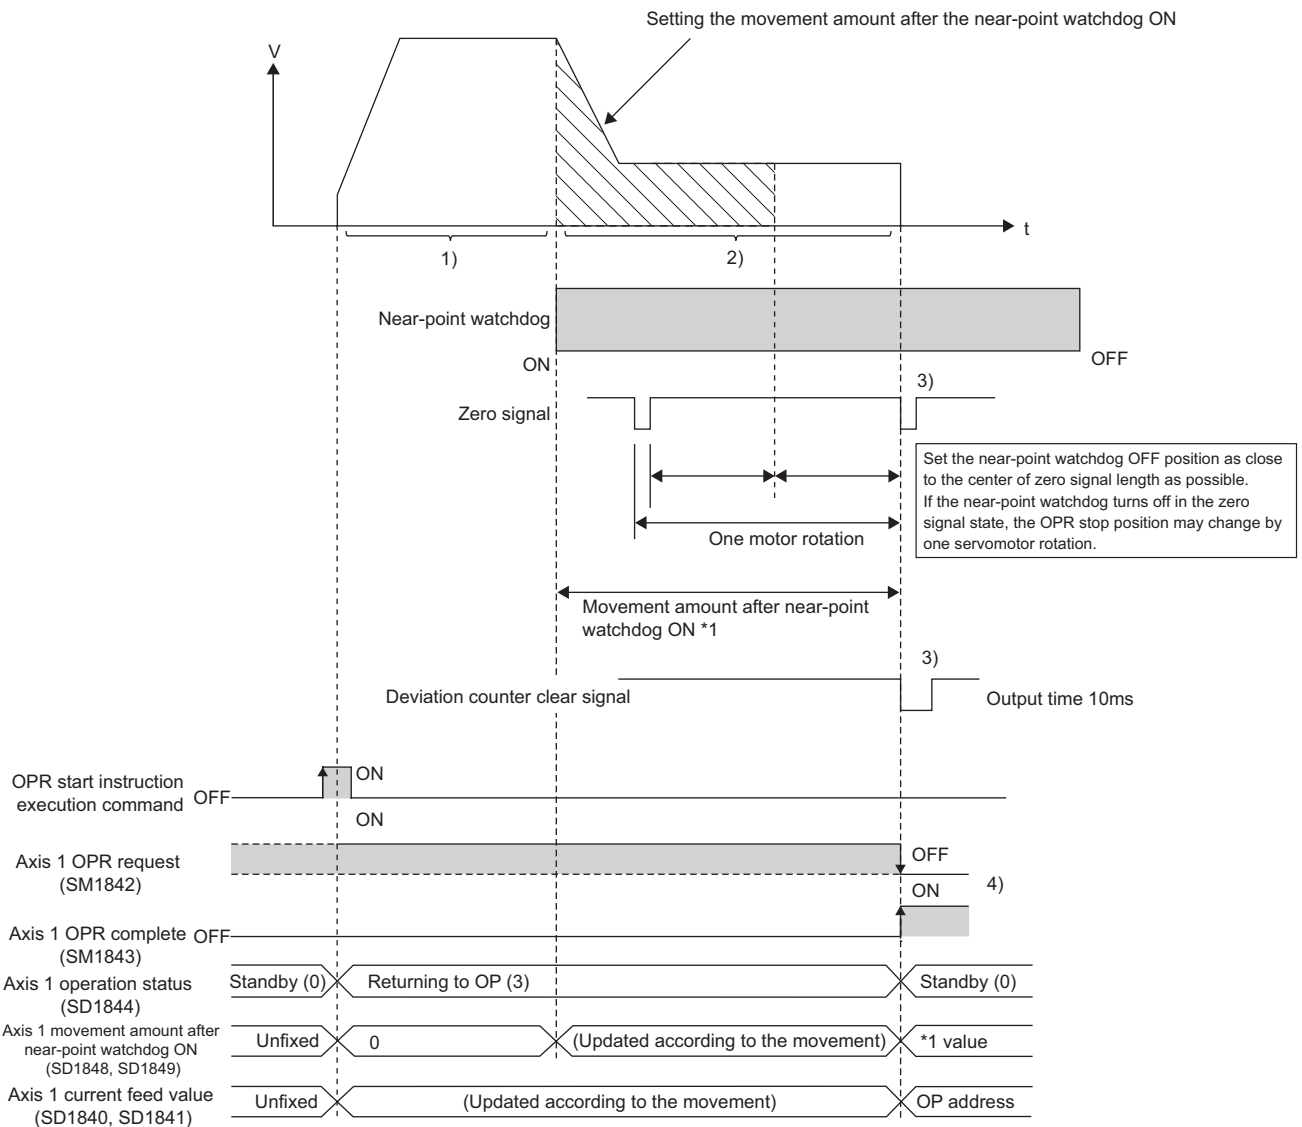 Setting the movement amount after the near-point watchdog ON
V
t
1)
2)
Near-point watchdog
ON
OFF
3)
Zero signal
Set the near-point watchdog OFF position as close
to the center of zero signal length as possible.
If the near-point watchdog turns off in the zero
signal state, the OPR stop position may change by
one servomotor rotation.
One motor rotation
Movement amount after near-point
watchdog ON *1
3)
Deviation counter clear signal
Output time 10ms
OPR start instruction
execution command
OFF
ON
ON
Axis 1 OPR request
(SM1842)
OFF
ON
4)
Axis 1 OPR complete
(SM1843)
OFF
Axis 1 operation status
(SD1844)
Standby (0)
Returning to OP (3)
Standby (0)
Axis 1 movement amount after
near-point watchdog ON
(SD1848, SD1849)
Unfixed
0
(Updated according to the movement)
*1 value
Axis 1 current feed value
(SD1840, SD1841)
Unfixed
(Updated according to the movement)
OP address